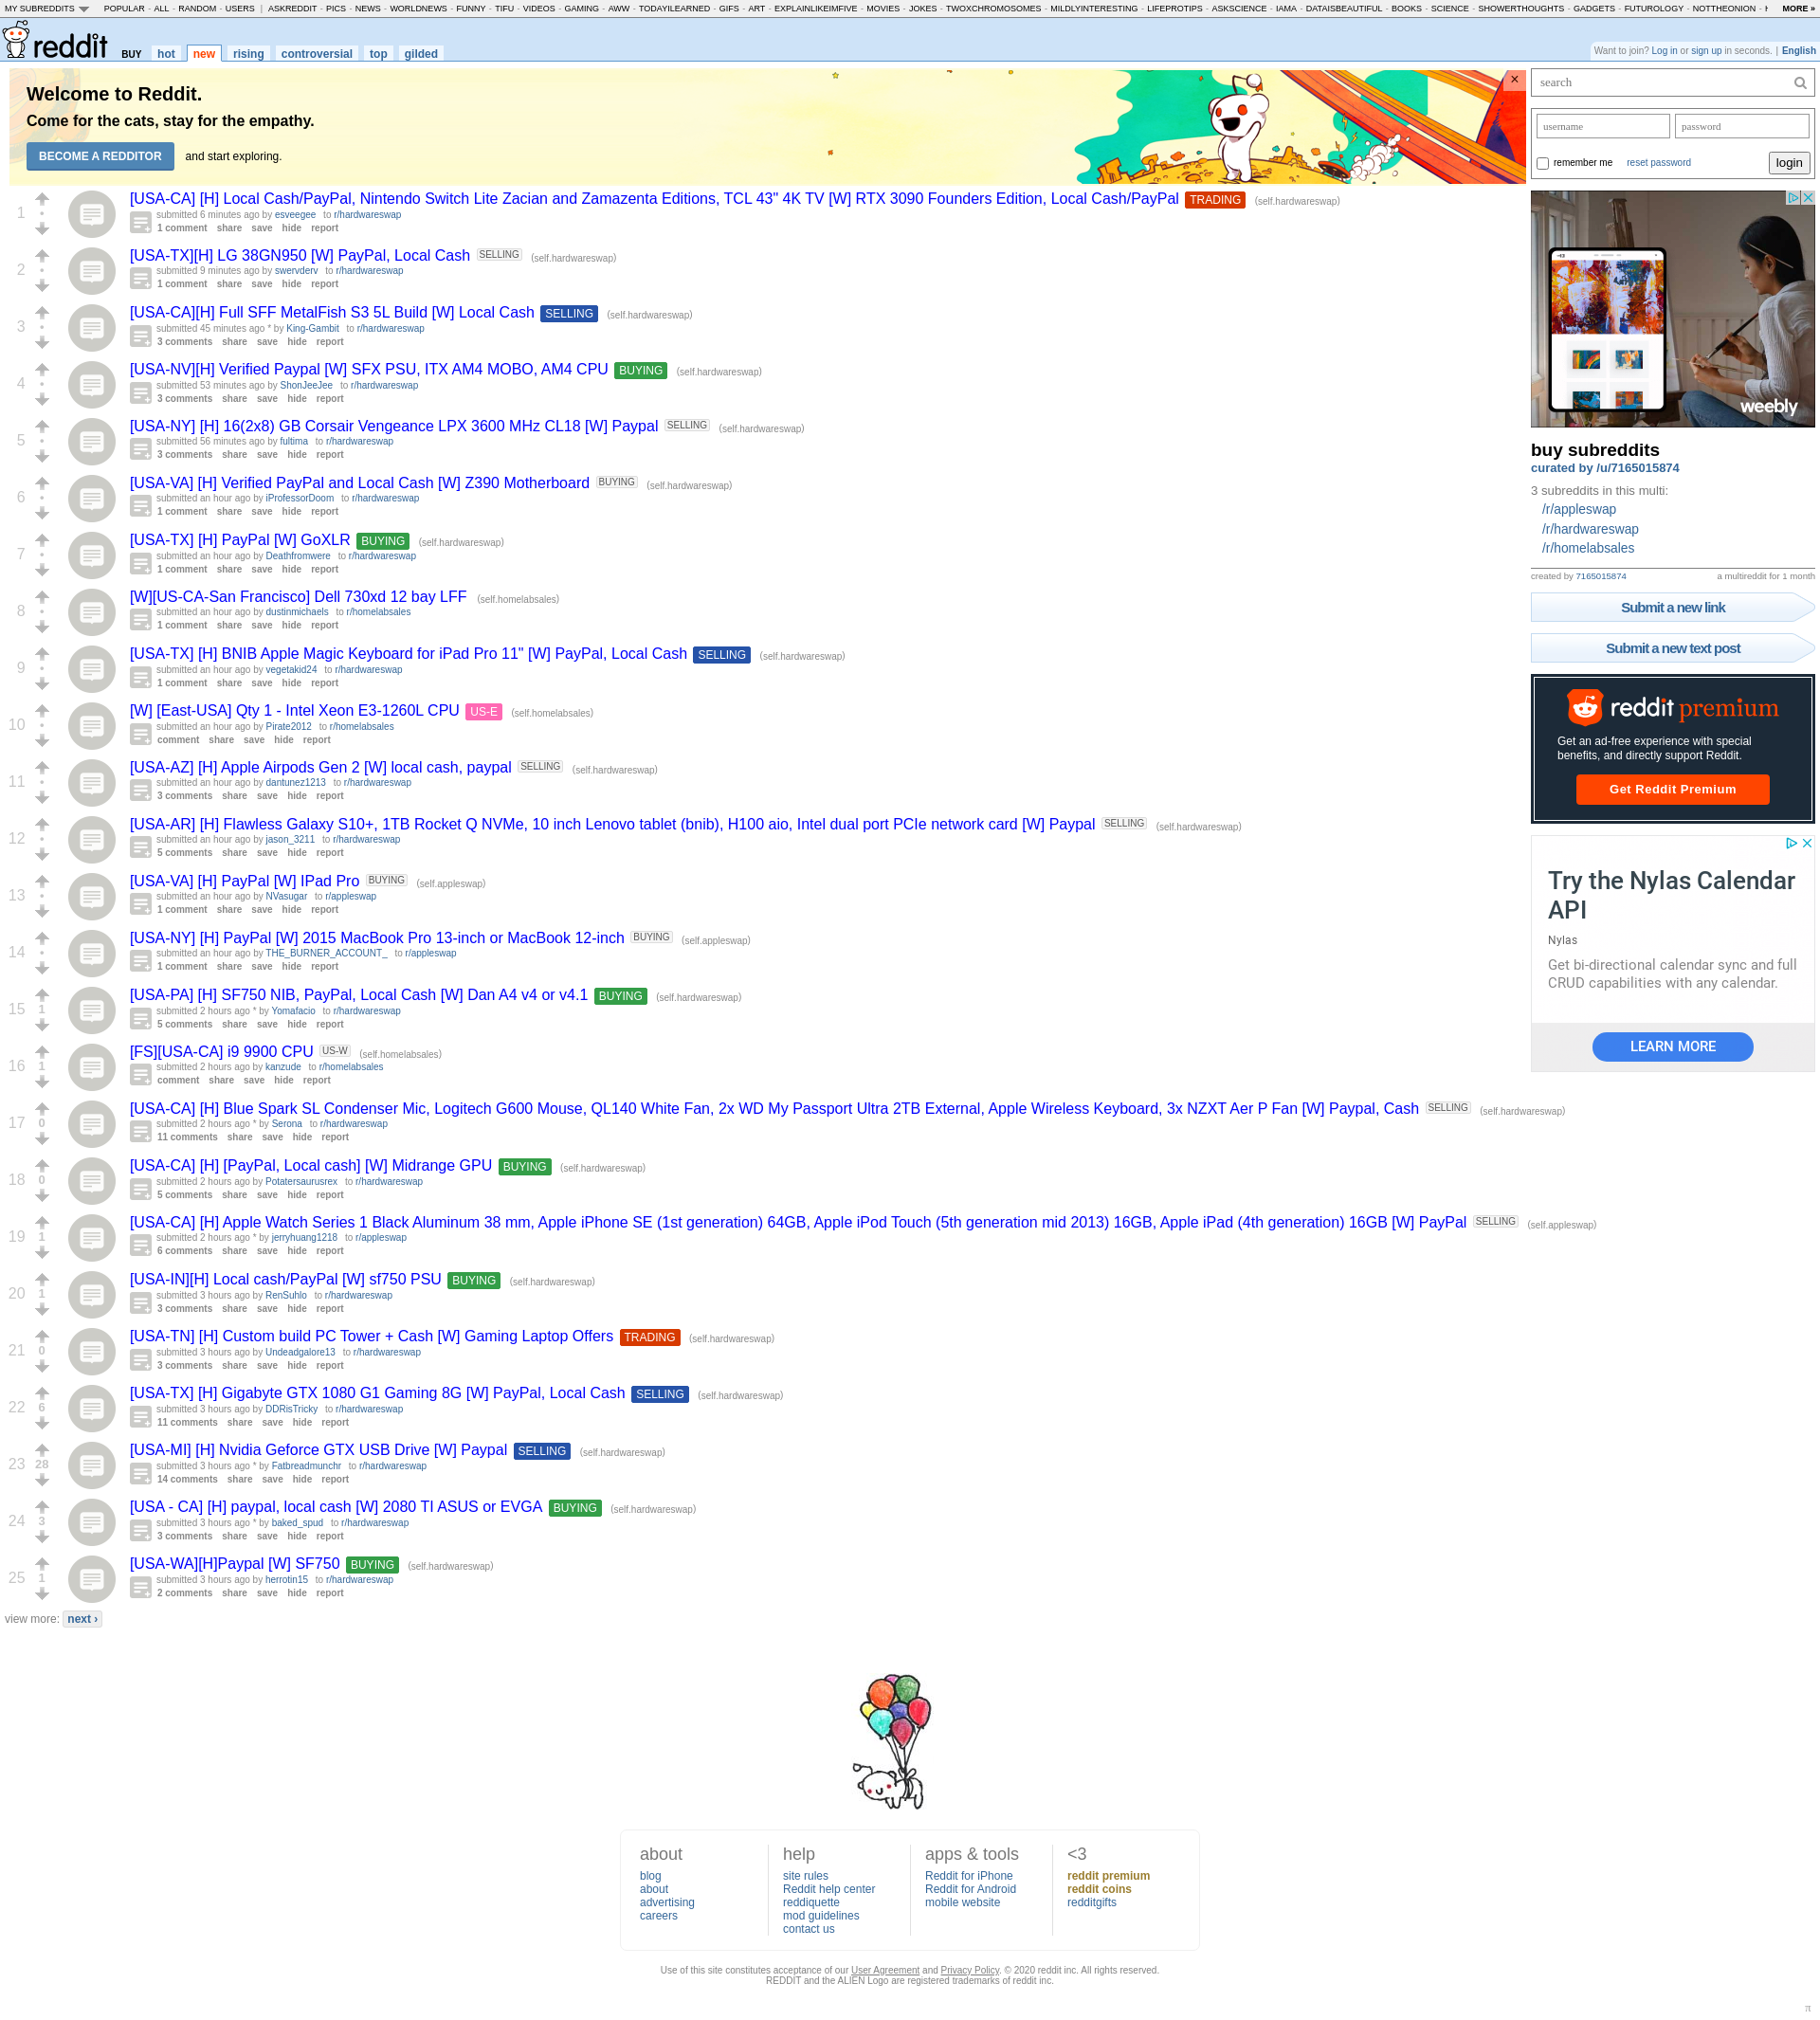 MY SUBREDDITS POPULAR - ALL - RANDOM - USERS | ASKREDDIT - PICS - NEWS - WORLDNEWS - FUNNY - TIFU - VIDEOS - GAMING - AWW - TODAYILEARNED - GIFS - ART - EXPLAINLIKEIMFIVE - MOVIES - JOKES - TWOXCHROMOSOMES - MILDLYINTERESTING - LIFEPROTIPS - ASKSCIENCE - IAMA - DATAISBEAUTIFUL - BOOKS - SCIENCE - SHOWERTHOUGHTS - GADGETS - FUTUROLOGY - NOTTHEONION - MORE »
reddit BUY hot new rising controversial top gilded
Want to join? Log in or sign up in seconds. | English
Welcome to Reddit.
Come for the cats, stay for the empathy.
BECOME A REDDITOR and start exploring.
×
1
[USA-CA] [H] Local Cash/PayPal, Nintendo Switch Lite Zacian and Zamazenta Editions, TCL 43" 4K TV [W] RTX 3090 Founders Edition, Local Cash/PayPal TRADING (self.hardwareswap)
submitted 6 minutes ago by esveegee to r/hardwareswap
1 comment share save hide report
2
[USA-TX][H] LG 38GN950 [W] PayPal, Local Cash SELLING (self.hardwareswap)
submitted 9 minutes ago by swervderv to r/hardwareswap
1 comment share save hide report
3
[USA-CA][H] Full SFF MetalFish S3 5L Build [W] Local Cash SELLING (self.hardwareswap)
submitted 45 minutes ago * by King-Gambit to r/hardwareswap
3 comments share save hide report
4
[USA-NV][H] Verified Paypal [W] SFX PSU, ITX AM4 MOBO, AM4 CPU BUYING (self.hardwareswap)
submitted 53 minutes ago by ShonJeeJee to r/hardwareswap
3 comments share save hide report
5
[USA-NY] [H] 16(2x8) GB Corsair Vengeance LPX 3600 MHz CL18 [W] Paypal SELLING (self.hardwareswap)
submitted 56 minutes ago by fultima to r/hardwareswap
3 comments share save hide report
6
[USA-VA] [H] Verified PayPal and Local Cash [W] Z390 Motherboard BUYING (self.hardwareswap)
submitted an hour ago by iProfessorDoom to r/hardwareswap
1 comment share save hide report
7
[USA-TX] [H] PayPal [W] GoXLR BUYING (self.hardwareswap)
submitted an hour ago by Deathfromwere to r/hardwareswap
1 comment share save hide report
8
[W][US-CA-San Francisco] Dell 730xd 12 bay LFF (self.homelabsales)
submitted an hour ago by dustinmichaels to r/homelabsales
1 comment share save hide report
9
[USA-TX] [H] BNIB Apple Magic Keyboard for iPad Pro 11" [W] PayPal, Local Cash SELLING (self.hardwareswap)
submitted an hour ago by vegetakid24 to r/hardwareswap
1 comment share save hide report
10
[W] [East-USA] Qty 1 - Intel Xeon E3-1260L CPU US-E (self.homelabsales)
submitted an hour ago by Pirate2012 to r/homelabsales
comment share save hide report
11
[USA-AZ] [H] Apple Airpods Gen 2 [W] local cash, paypal SELLING (self.hardwareswap)
submitted an hour ago by dantunez1213 to r/hardwareswap
3 comments share save hide report
12
[USA-AR] [H] Flawless Galaxy S10+, 1TB Rocket Q NVMe, 10 inch Lenovo tablet (bnib), H100 aio, Intel dual port PCIe network card [W] Paypal SELLING (self.hardwareswap)
submitted an hour ago by jason_3211 to r/hardwareswap
5 comments share save hide report
13
[USA-VA] [H] PayPal [W] IPad Pro BUYING (self.appleswap)
submitted an hour ago by NVasugar to r/appleswap
1 comment share save hide report
14
[USA-NY] [H] PayPal [W] 2015 MacBook Pro 13-inch or MacBook 12-inch BUYING (self.appleswap)
submitted an hour ago by THE_BURNER_ACCOUNT_ to r/appleswap
1 comment share save hide report
15 1
[USA-PA] [H] SF750 NIB, PayPal, Local Cash [W] Dan A4 v4 or v4.1 BUYING (self.hardwareswap)
submitted 2 hours ago * by Yomafacio to r/hardwareswap
5 comments share save hide report
16 1
[FS][USA-CA] i9 9900 CPU US-W (self.homelabsales)
submitted 2 hours ago by kanzude to r/homelabsales
comment share save hide report
17 0
[USA-CA] [H] Blue Spark SL Condenser Mic, Logitech G600 Mouse, QL140 White Fan, 2x WD My Passport Ultra 2TB External, Apple Wireless Keyboard, 3x NZXT Aer P Fan [W] Paypal, Cash SELLING (self.hardwareswap)
submitted 2 hours ago * by Serona to r/hardwareswap
11 comments share save hide report
18 0
[USA-CA] [H] [PayPal, Local cash] [W] Midrange GPU BUYING (self.hardwareswap)
submitted 2 hours ago by Potatersaurusrex to r/hardwareswap
5 comments share save hide report
19 1
[USA-CA] [H] Apple Watch Series 1 Black Aluminum 38 mm, Apple iPhone SE (1st generation) 64GB, Apple iPod Touch (5th generation mid 2013) 16GB, Apple iPad (4th generation) 16GB [W] PayPal SELLING (self.appleswap)
submitted 2 hours ago * by jerryhuang1218 to r/appleswap
6 comments share save hide report
20 1
[USA-IN][H] Local cash/PayPal [W] sf750 PSU BUYING (self.hardwareswap)
submitted 3 hours ago by RenSuhlo to r/hardwareswap
3 comments share save hide report
21 0
[USA-TN] [H] Custom build PC Tower + Cash [W] Gaming Laptop Offers TRADING (self.hardwareswap)
submitted 3 hours ago by Undeadgalore13 to r/hardwareswap
3 comments share save hide report
22 6
[USA-TX] [H] Gigabyte GTX 1080 G1 Gaming 8G [W] PayPal, Local Cash SELLING (self.hardwareswap)
submitted 3 hours ago by DDRisTricky to r/hardwareswap
11 comments share save hide report
23 28
[USA-MI] [H] Nvidia Geforce GTX USB Drive [W] Paypal SELLING (self.hardwareswap)
submitted 3 hours ago * by Fatbreadmunchr to r/hardwareswap
14 comments share save hide report
24 3
[USA - CA] [H] paypal, local cash [W] 2080 TI ASUS or EVGA BUYING (self.hardwareswap)
submitted 3 hours ago * by baked_spud to r/hardwareswap
3 comments share save hide report
25 1
[USA-WA][H]Paypal [W] SF750 BUYING (self.hardwareswap)
submitted 3 hours ago by herrotin15 to r/hardwareswap
2 comments share save hide report
view more: next ›
search
username password
remember me reset password login
weebly
buy subreddits
curated by /u/7165015874
3 subreddits in this multi:
/r/appleswap
/r/hardwareswap
/r/homelabsales
created by 7165015874 a multireddit for 1 month
Submit a new link
Submit a new text post
reddit premium
Get an ad-free experience with special
benefits, and directly support Reddit.
Get Reddit Premium
Try the Nylas Calendar
API
Nylas
Get bi-directional calendar sync and full
CRUD capabilities with any calendar.
LEARN MORE
about
blog
about
advertising
careers
help
site rules
Reddit help center
reddiquette
mod guidelines
contact us
apps & tools
Reddit for iPhone
Reddit for Android
mobile website
<3
reddit premium
reddit coins
redditgifts
Use of this site constitutes acceptance of our User Agreement and Privacy Policy. © 2020 reddit inc. All rights reserved.
REDDIT and the ALIEN Logo are registered trademarks of reddit inc.
π